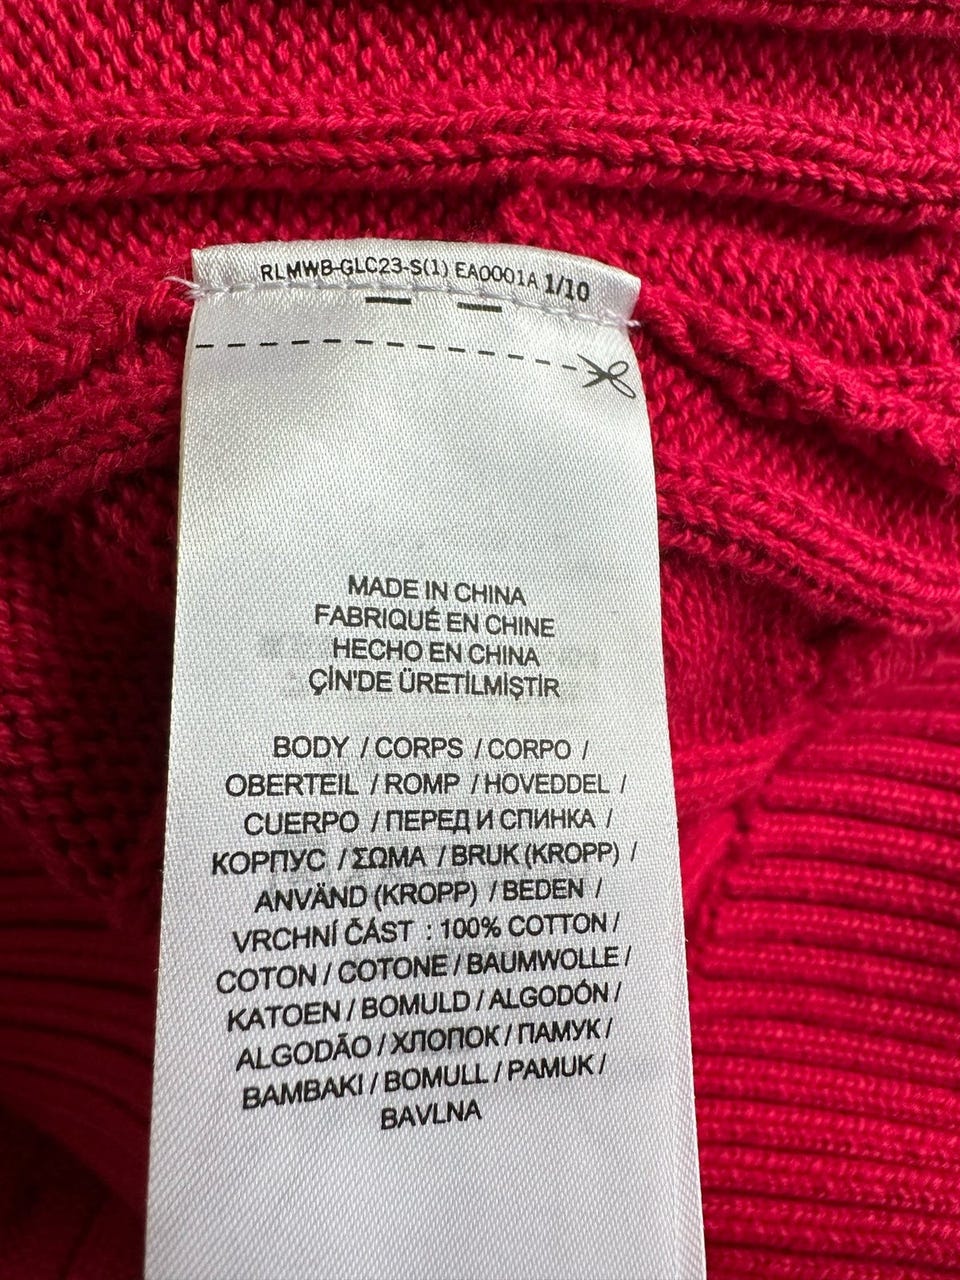 RLMWB-GLC23-S(1) EA0001A 1/10
MADE IN CHINA
FABRIQUÉ EN CHINE
HECHO EN CHINA
ÇİN'DE ÜRETİLMİŞTİR
BODY / CORPS / CORPO /
OBERTEIL / ROMP / HOVEDDEL /
CUERPO / ПЕРЕД И СПИНКА /
КОРПУС / ΣΩΜΑ / BRUK (KROPP) /
ANVÄND (KROPP) / BEDEN /
VRCHNÍ ČÁST : 100% COTTON /
COTON / COTONE / BAUMWOLLE /
KATOEN / BOMULD / ALGODÓN /
ALGODÃO / ХЛОПОК / ПАМУК /
ΒΑΜΒΑΚΙ / BOMULL / PAMUK /
BAVLNA